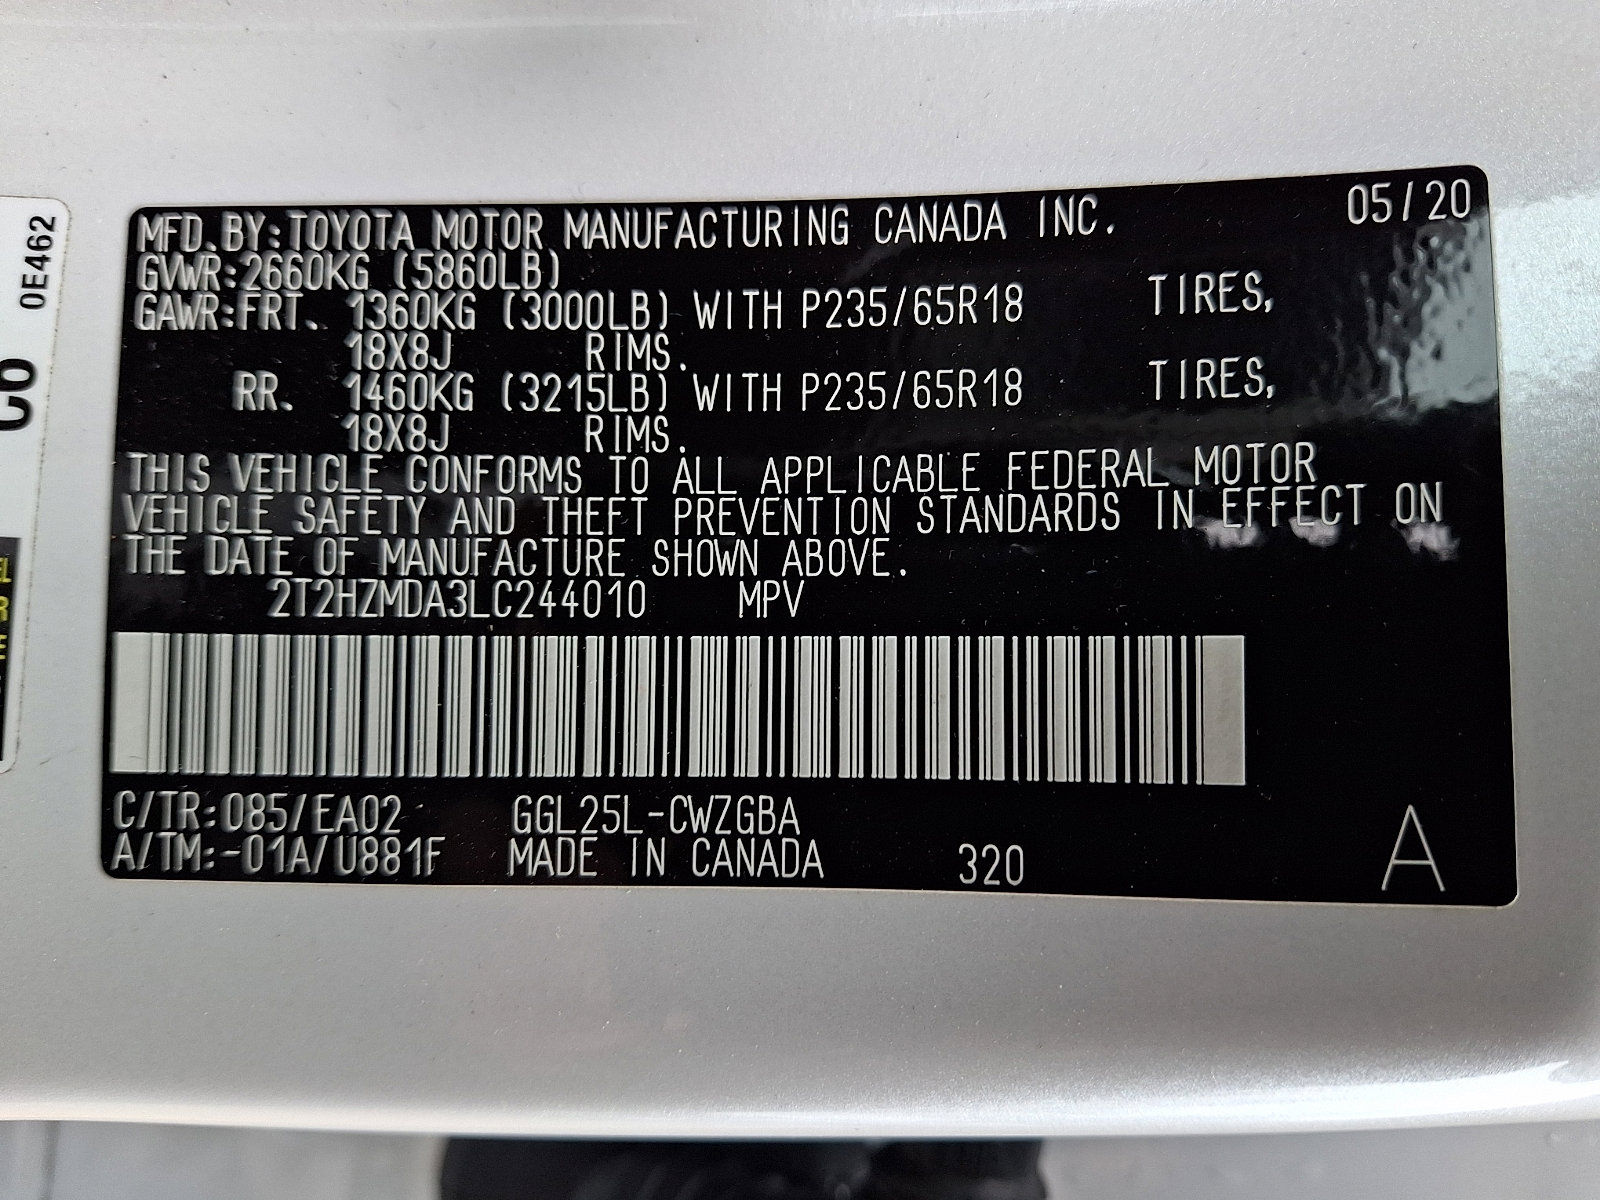 MFD.BY:TOYOTA MOTOR MANUFACTURING CANADA INC. 05/20
GVWR:2660KG (5860LB)
GAWR:FRT. 1360KG (3000LB) WITH P235/65R18 TIRES,
18X8J RIMS.
RR. 1460KG (3215LB) WITH P235/65R18 TIRES,
18X8J RIMS.
THIS VEHICLE CONFORMS TO ALL APPLICABLE FEDERAL MOTOR
VEHICLE SAFETY AND THEFT PREVENTION STANDARDS IN EFFECT ON
THE DATE OF MANUFACTURE SHOWN ABOVE.
2T2HZMDA3LC244010 MPV
C/TR:085/EA02 GGL25L-CWZGBA
A/TM:-01A/U881F MADE IN CANADA 320 A
0E462